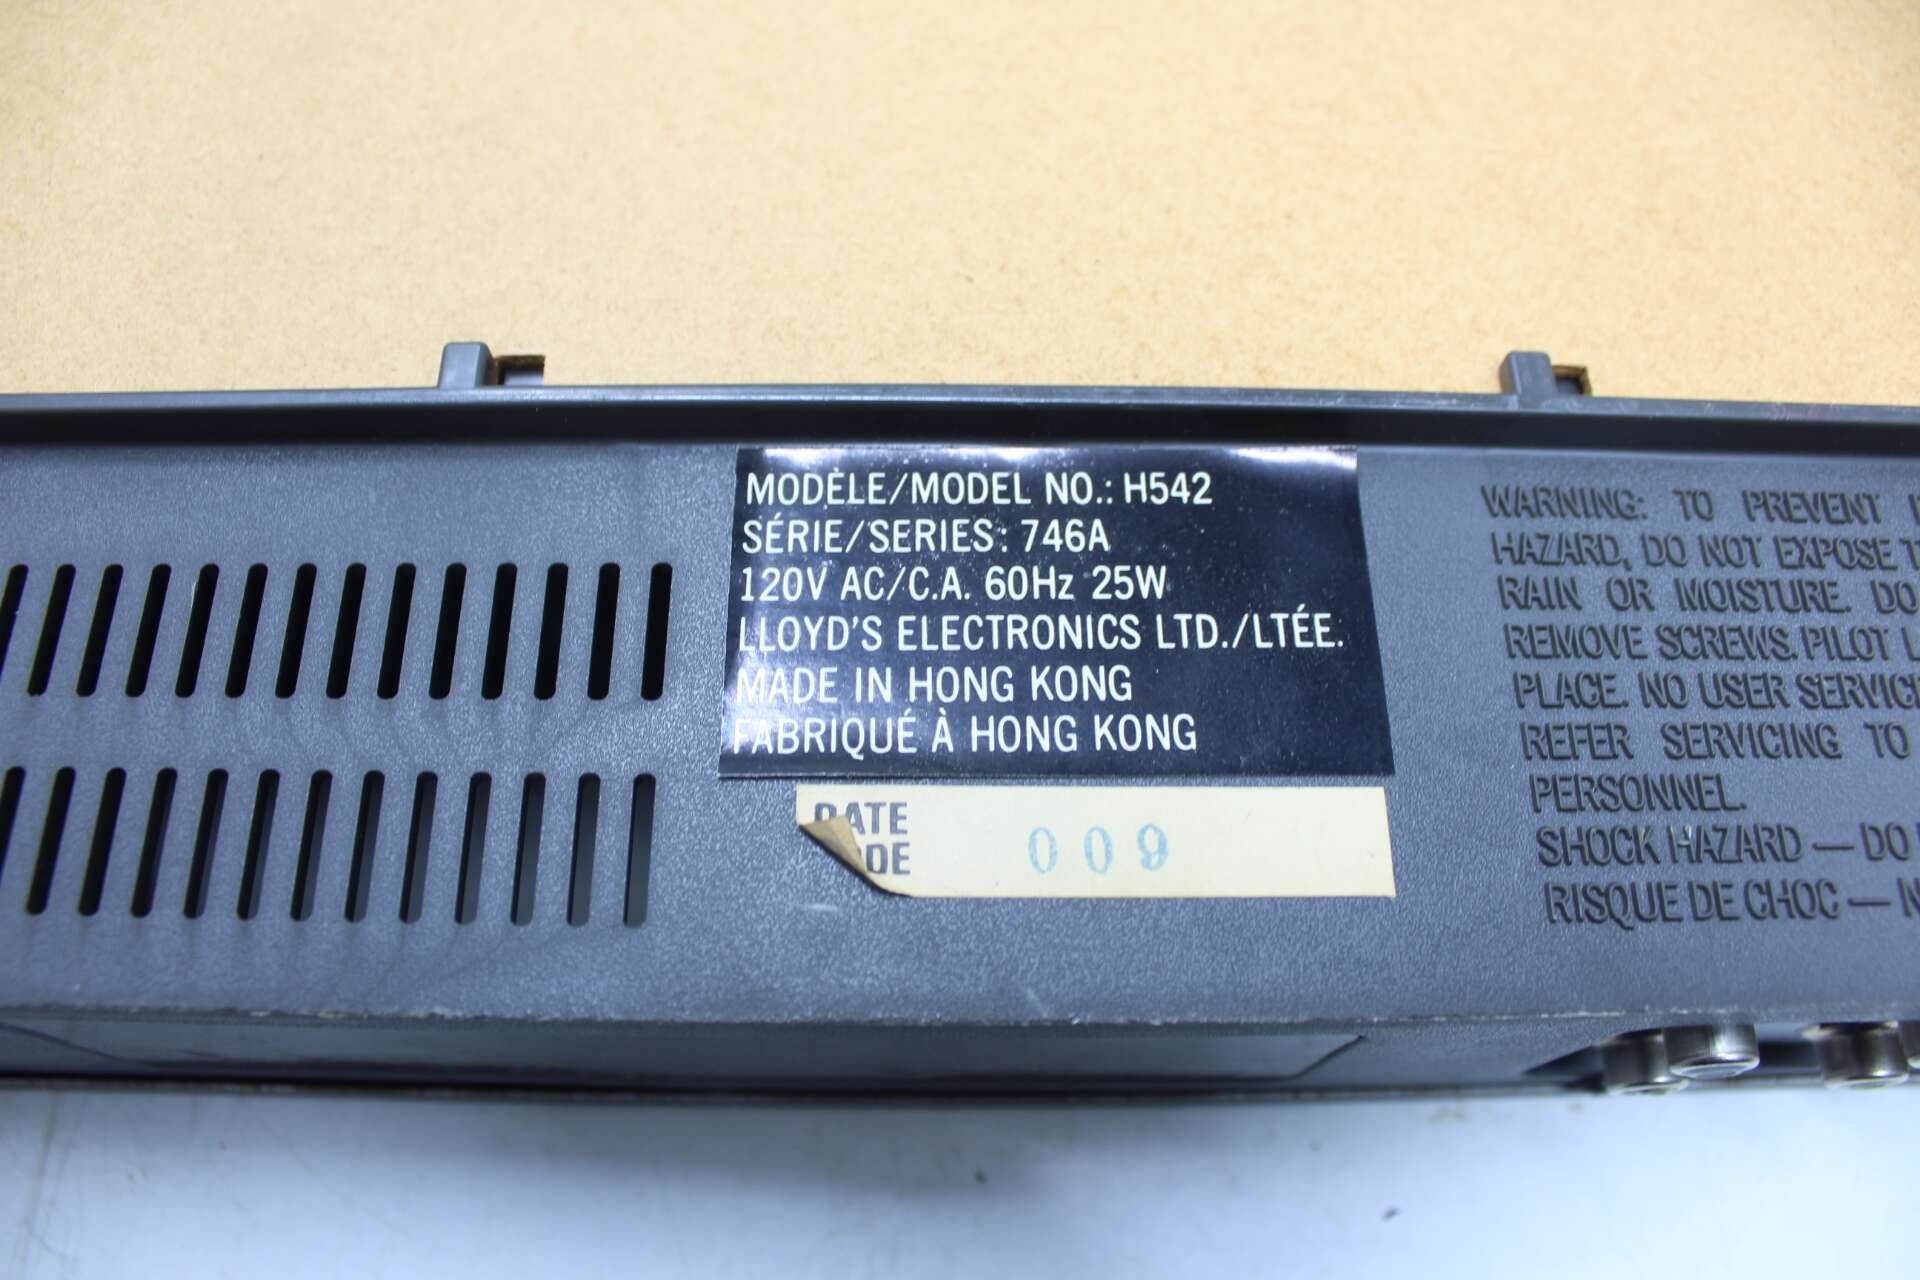 MODÈLE/MODEL NO.: H542
SÉRIE/SERIES: 746A
120V AC/C.A. 60Hz 25W
LLOYD'S ELECTRONICS LTD./LTÉE.
MADE IN HONG KONG
FABRIQUÉ À HONG KONG
DATE
009
WARNING: TO PREVENT
HAZARD, DO NOT EXPOSE
RAIN OR MOISTURE. DO
REMOVE SCREWS. PILOT
PLACE. NO USER
REFER SERVICING TO
PERSONNEL.
SHOCK HAZARD — DO
RISQUE DE CHOC —